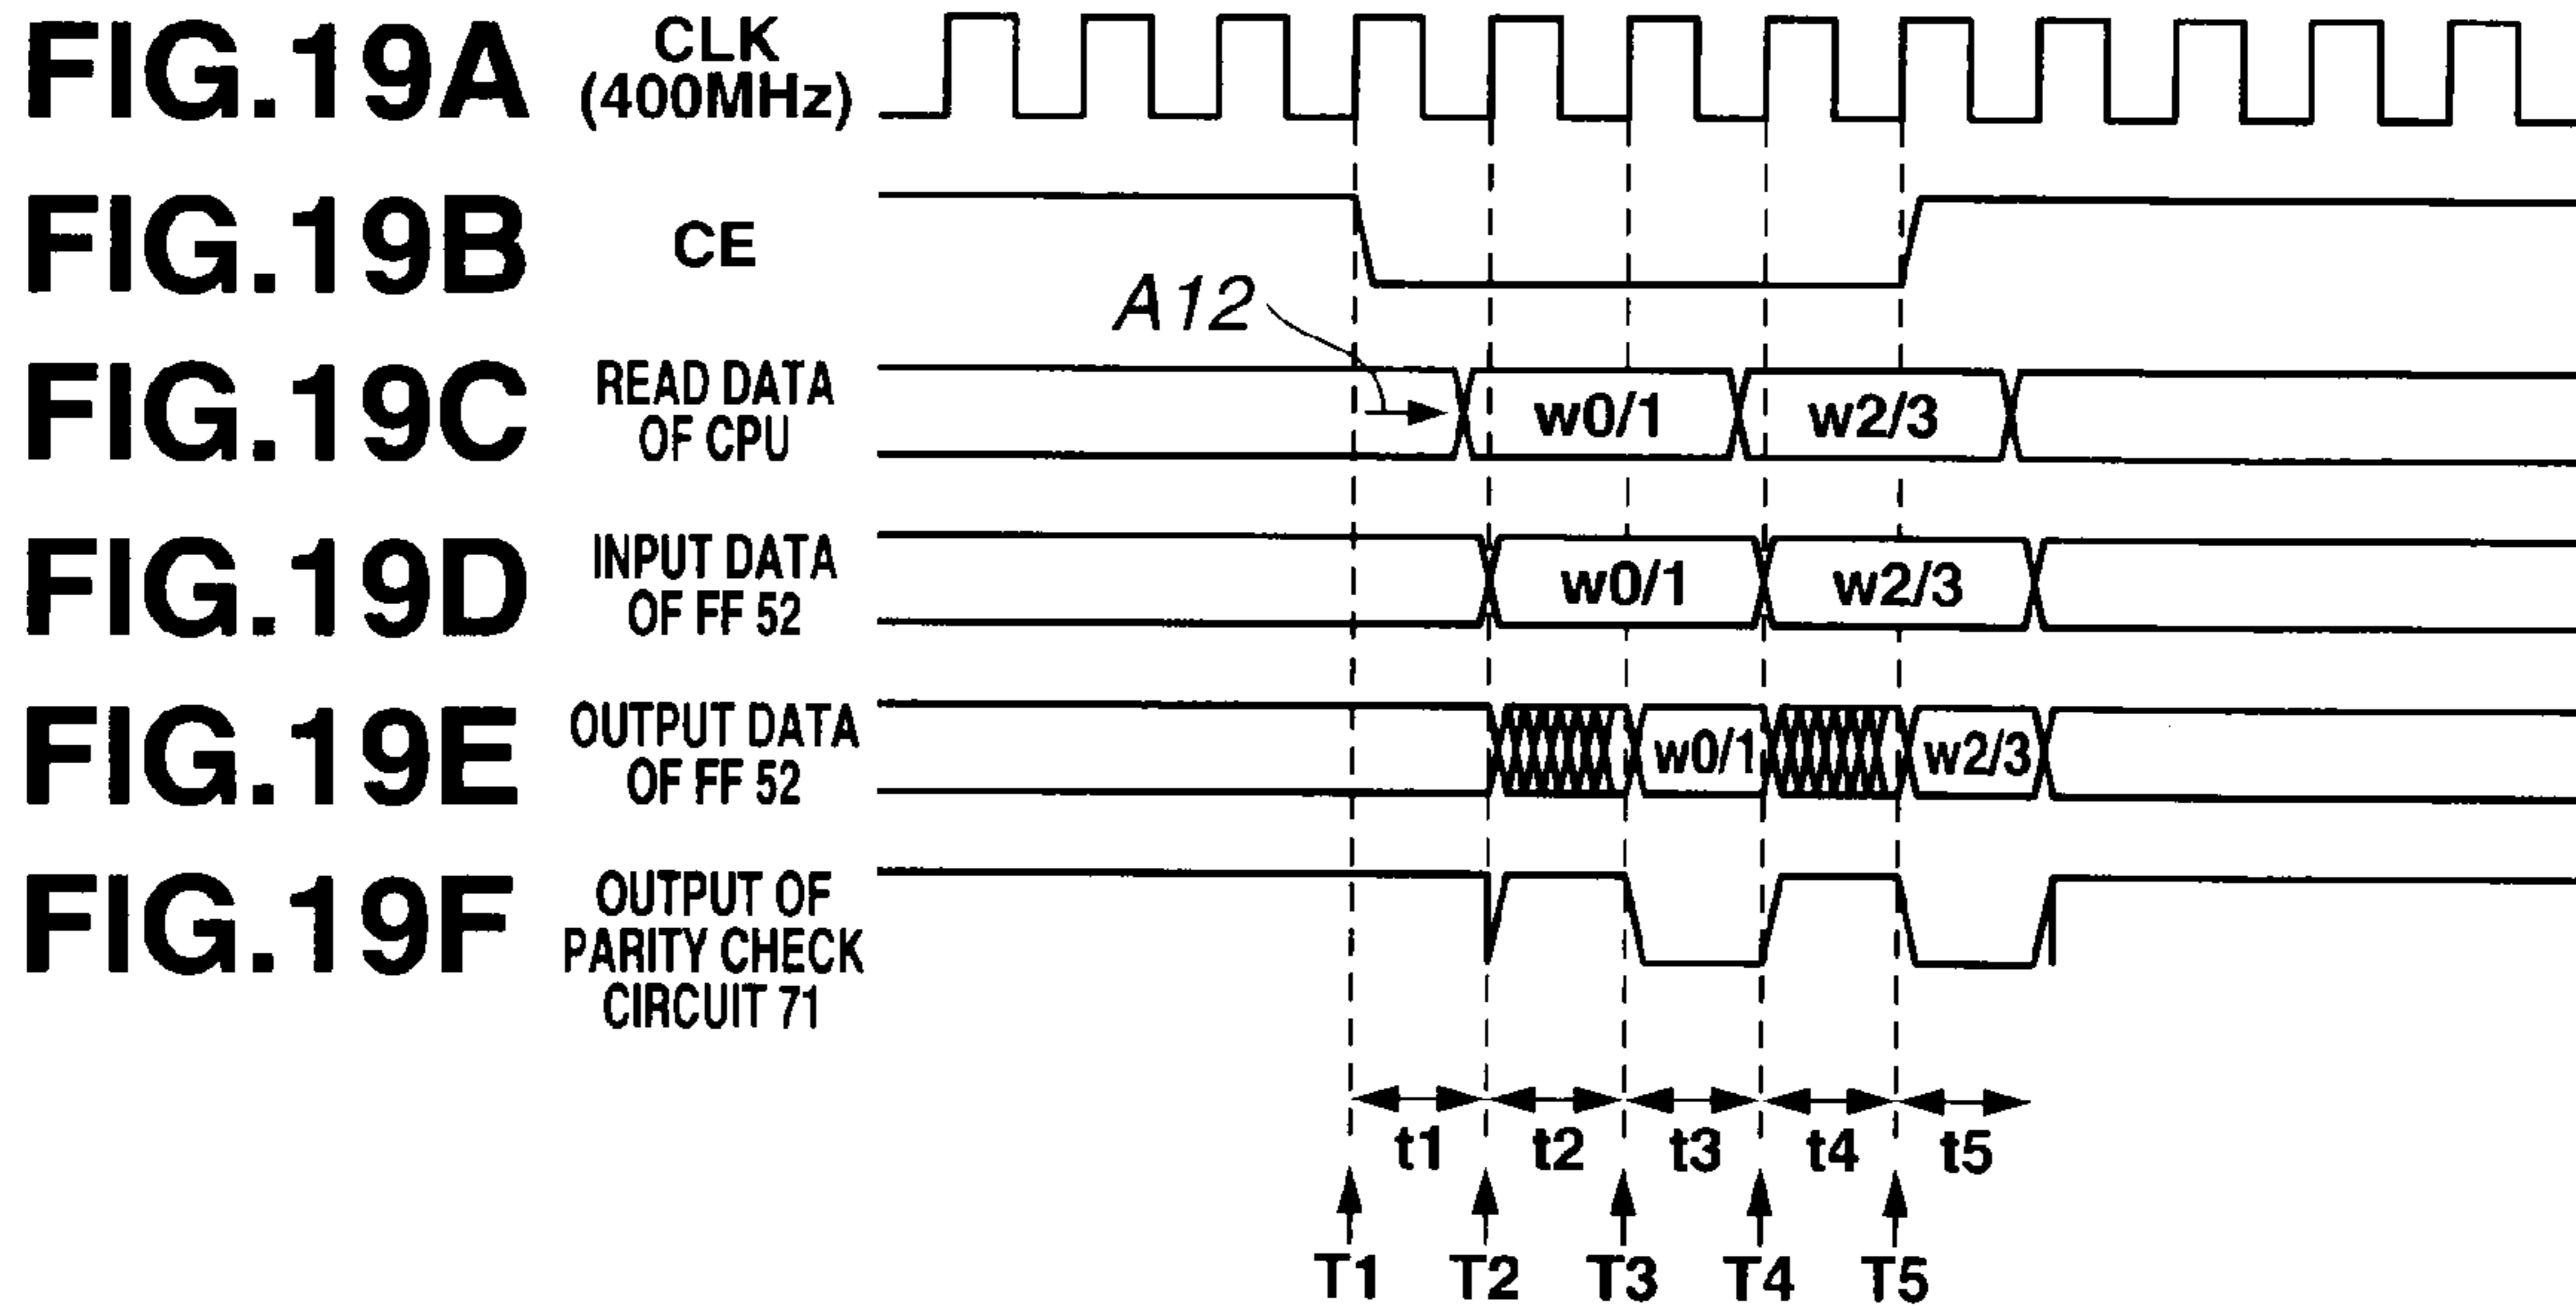 FIG.19A CLK
(400MHz)
FIG.19B CE
A12
FIG.19C READ DATA
OF CPU
w0/1 w2/3
FIG.19D INPUT DATA
OF FF 52
w0/1 w2/3
FIG.19E OUTPUT DATA
OF FF 52
w0/1 w2/3
FIG.19F OUTPUT OF
PARITY CHECK
CIRCUIT 71
t1 t2 t3 t4 t5
T1 T2 T3 T4 T5